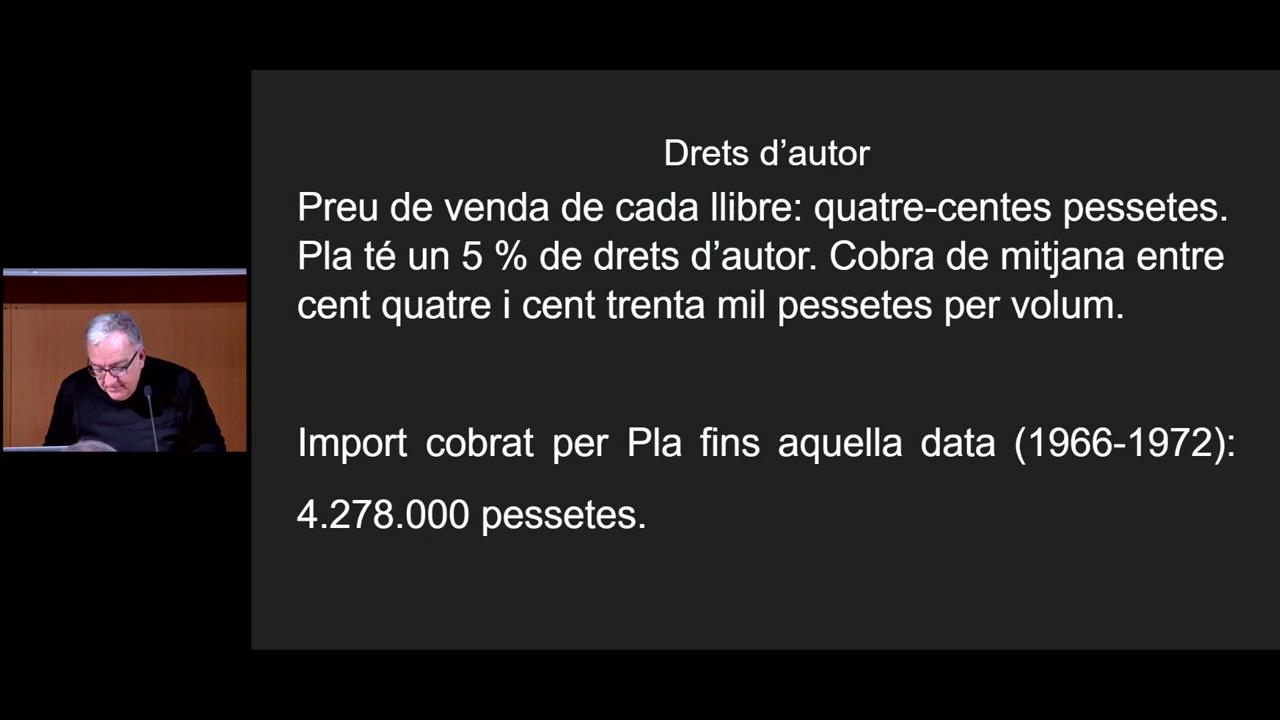 Drets d’autor
Preu de venda de cada llibre: quatre-centes pessetes.
Pla té un 5 % de drets d’autor. Cobra de mitjana entre
cent quatre i cent trenta mil pessetes per volum.
Import cobrat per Pla fins aquella data (1966-1972):
4.278.000 pessetes.